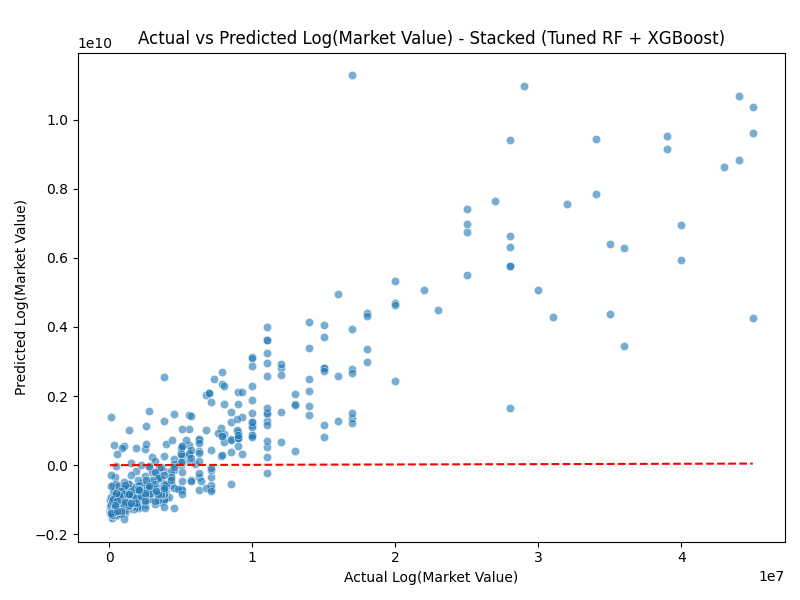 Actual vs Predicted Log(Market Value) - Stacked (Tuned RF + XGBoost)
1e10
1.0
0.8
0.6
0.4
0.2
0.0
−0.2
Predicted Log(Market Value)
0 1 2 3 4
1e7
Actual Log(Market Value)